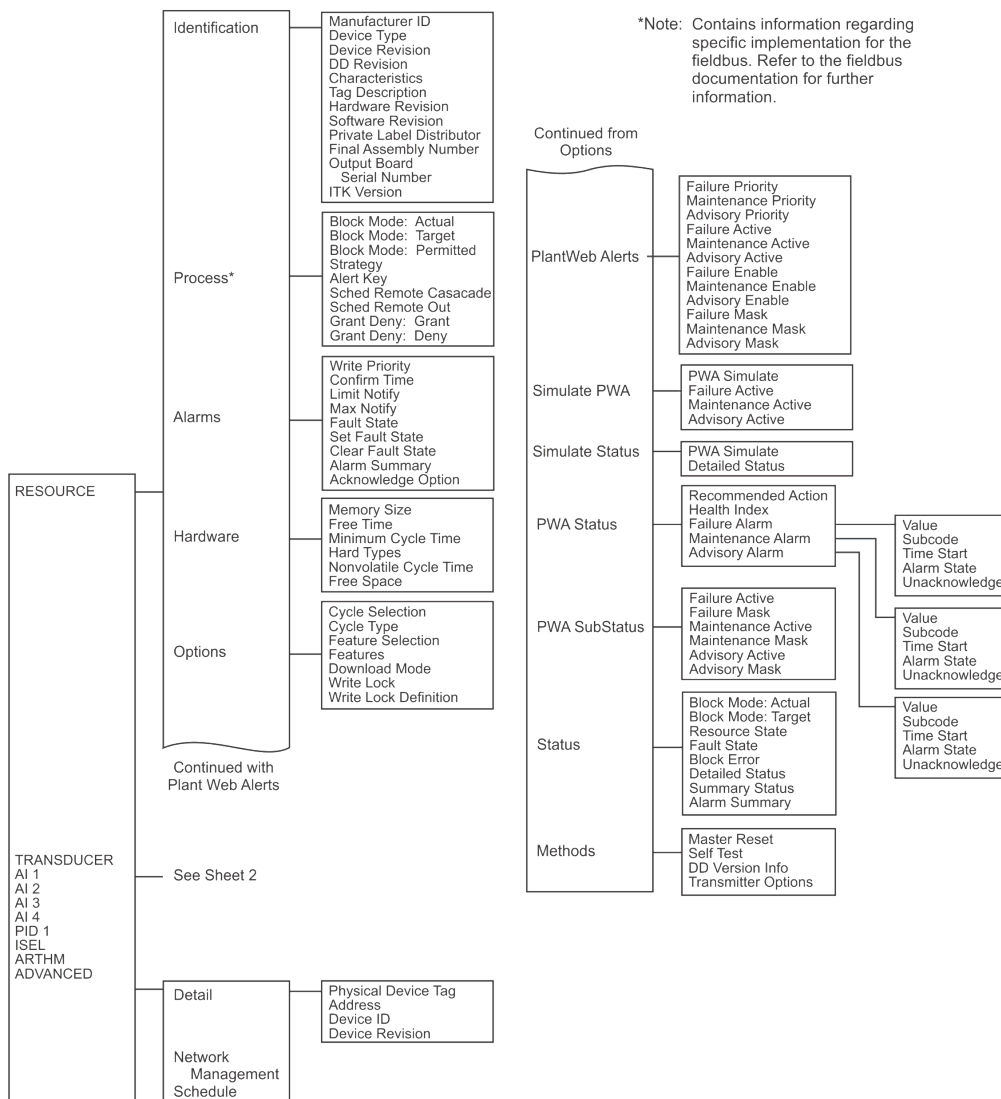 Identification
Manufacturer ID
Device Type
Device Revision
DD Revision
Characteristics
Tag Description
Hardware Revision
Software Revision
Private Label Distributor
Final Assembly Number
Output Board
Serial Number
ITK Version
Process*
Block Mode: Actual
Block Mode: Target
Block Mode: Permitted
Strategy
Alert Key
Sched Remote Casacade
Sched Remote Out
Grant Deny: Grant
Grant Deny: Deny
Alarms
Write Priority
Confirm Time
Limit Notify
Max Notify
Fault State
Set Fault State
Clear Fault State
Alarm Summary
Acknowledge Option
Hardware
Memory Size
Free Time
Minimum Cycle Time
Hard Types
Nonvolatile Cycle Time
Free Space
Options
Cycle Selection
Cycle Type
Feature Selection
Features
Download Mode
Write Lock
Write Lock Definition
Continued with
Plant Web Alerts
RESOURCE
TRANSDUCER
AI 1
AI 2
AI 3
AI 4
PID 1
ISEL
ARTHM
ADVANCED
See Sheet 2
Detail
Physical Device Tag
Address
Device ID
Device Revision
Network
Management
Schedule
*Note: Contains information regarding
specific implementation for the
fieldbus. Refer to the fieldbus
documentation for further
information.
Continued from
Options
PlantWeb Alerts
Failure Priority
Maintenance Priority
Advisory Priority
Failure Active
Maintenance Active
Advisory Active
Failure Enable
Maintenance Enable
Advisory Enable
Failure Mask
Maintenance Mask
Advisory Mask
Simulate PWA
PWA Simulate
Failure Active
Maintenance Active
Advisory Active
Simulate Status
PWA Simulate
Detailed Status
PWA Status
Recommended Action
Health Index
Failure Alarm
Maintenance Alarm
Advisory Alarm
Value
Subcode
Time Start
Alarm State
Unacknowledge
Value
Subcode
Time Start
Alarm State
Unacknowledge
Value
Subcode
Time Start
Alarm State
Unacknowledge
PWA SubStatus
Failure Active
Failure Mask
Maintenance Active
Maintenance Mask
Advisory Active
Advisory Mask
Status
Block Mode: Actual
Block Mode: Target
Resource State
Fault State
Block Error
Detailed Status
Summary Status
Alarm Summary
Methods
Master Reset
Self Test
DD Version Info
Transmitter Options